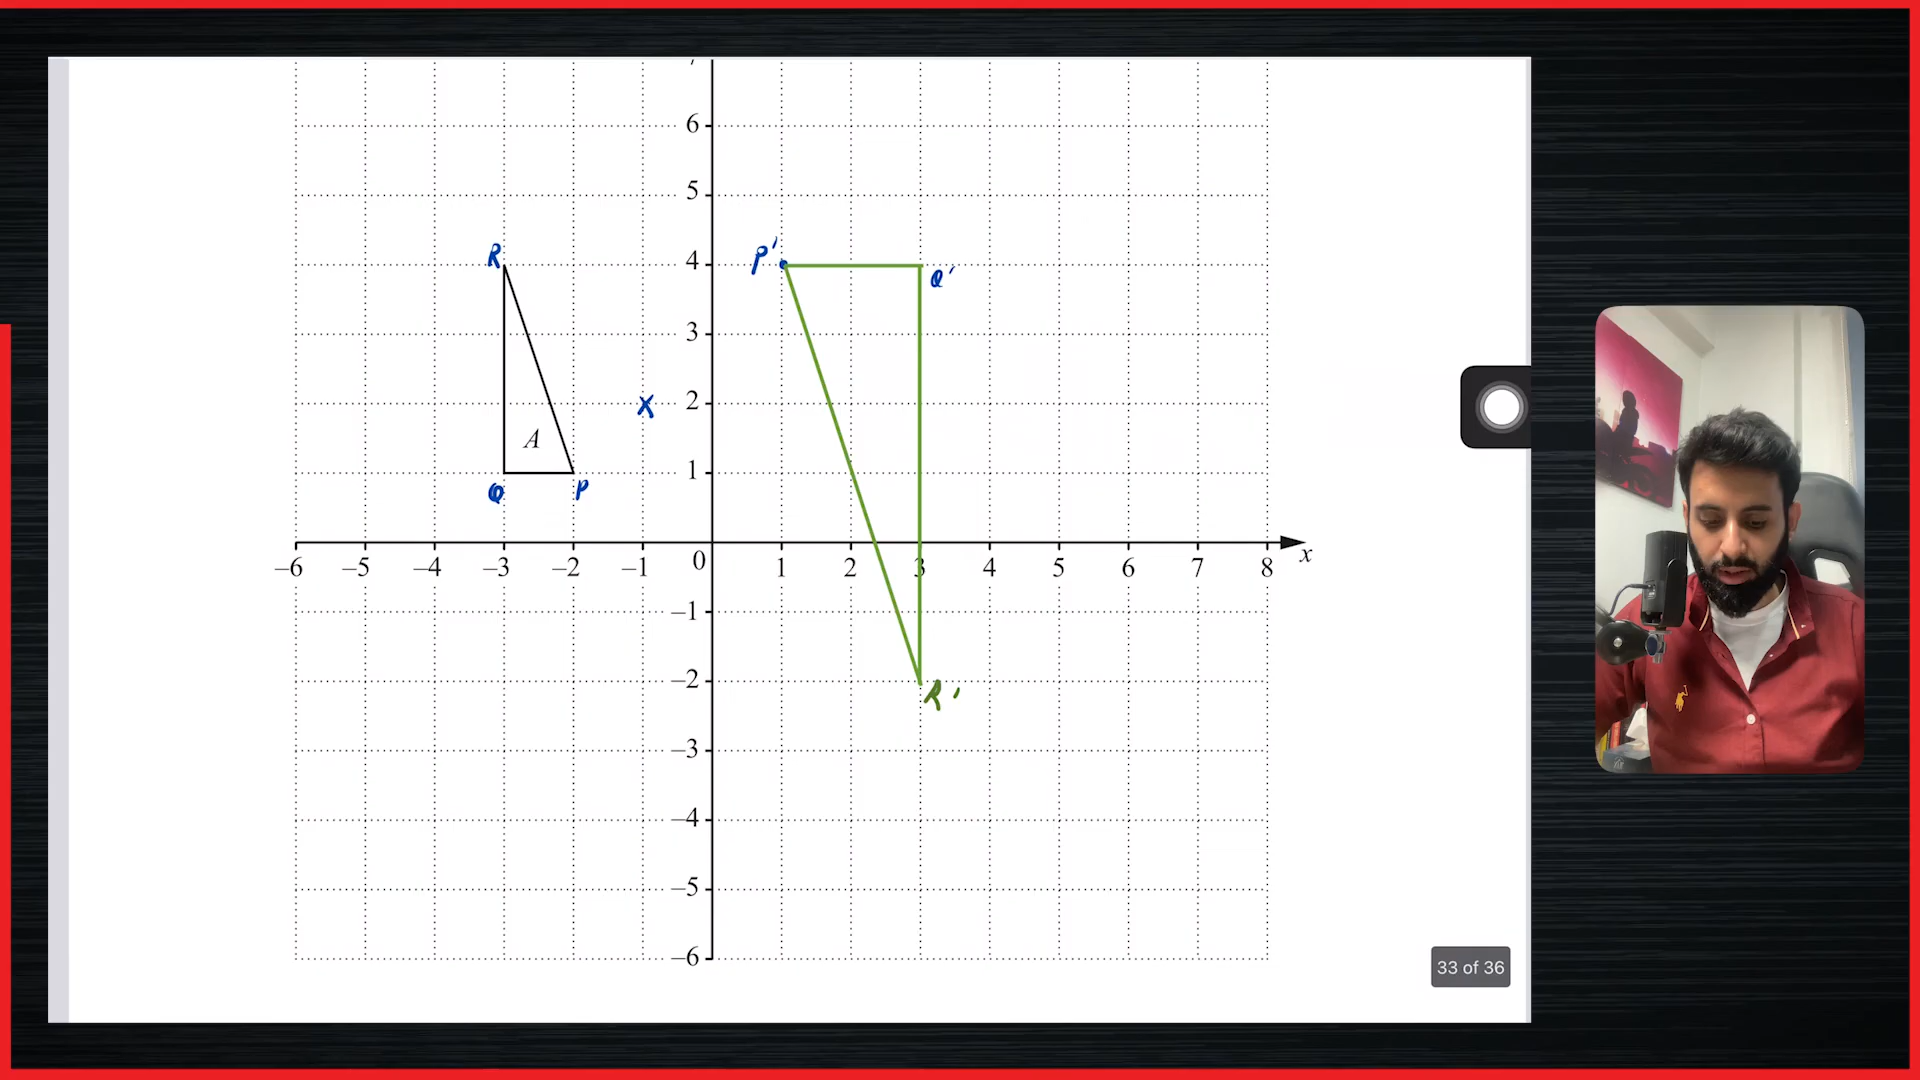 6
5
R
P'
4
Q'
3
X
2
A
1
Q
P
–6 –5 –4 –3 –2 –1 0 1 2 3 4 5 6 7 8 x
–1
–2
R'
–3
–4
–5
–6
33 of 36